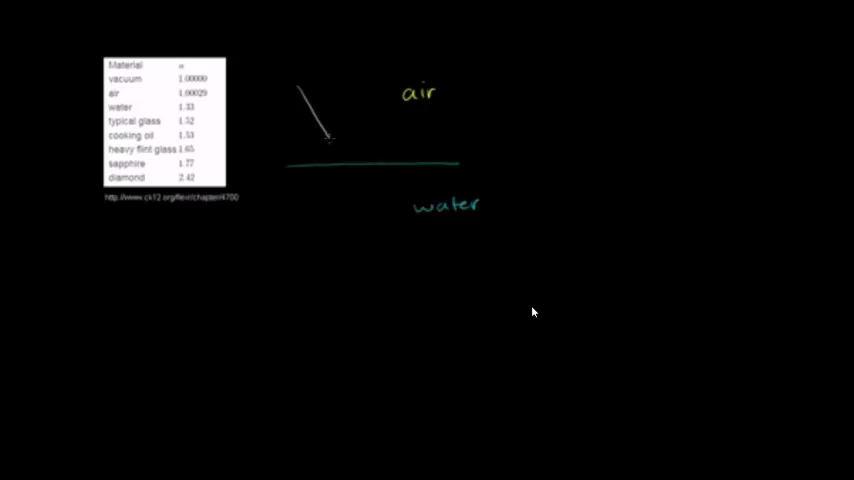 Material n
vacuum 1.00000
air 1.00029
water 1.33
typical glass 1.52
cooking oil 1.53
heavy flint glass 1.65
sapphire 1.77
diamond 2.42
http://www.ck12.org/flexr/chapter/4700
air
water